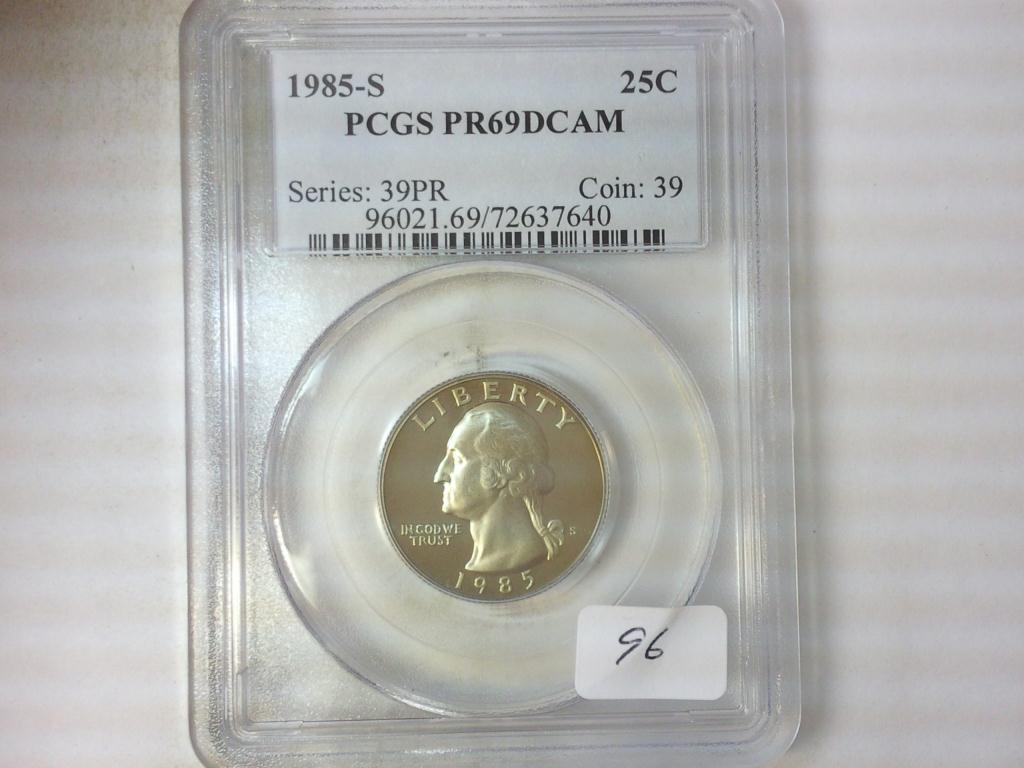 1985-S 25C
PCGS PR69DCAM
Series: 39PR Coin: 39
96021.69/72637640
LIBERTY
IN GOD WE
TRUST
S
1985
96